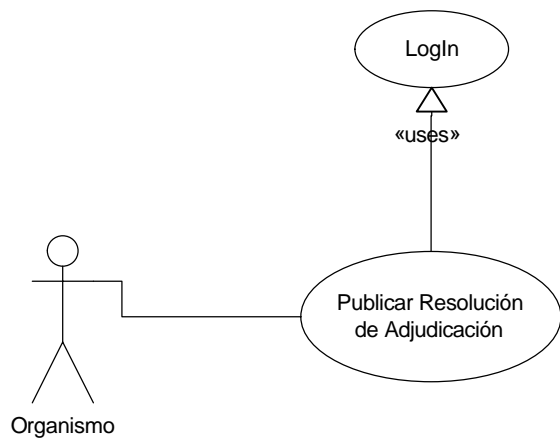 LogIn
«uses»
Publicar Resolución
de Adjudicación
Organismo